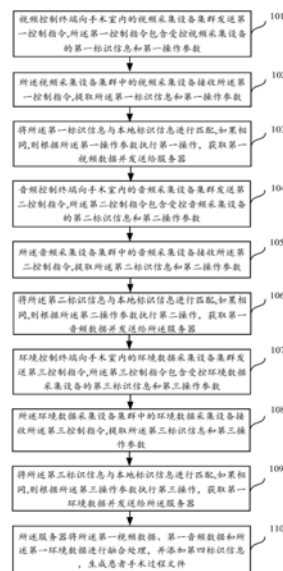 视频控制终端向手术室内的视频采集设备集群发送第
一控制指令,所述第一控制指令包含受控视频采集设备
的第一标识信息和第一操作参数
101
所述视频采集设备集群中的视频采集设备接收所述第
一控制指令,提取所述第一标识信息和第一操作参数
102
将所述第一标识信息与本地标识信息进行匹配,如果相
同,则根据所述第一操作参数执行第一操作，获取第一
视频数据并发送给服务器
103
音频控制终端向手术室内的音频采集设备集群发送第
二控制指令,所述第二控制指令包含受控音频采集设备
的第二标识信息和第二操作参数
104
所述音频采集设备集群中的音频采集设备接收所述第
二控制指令,提取所述第二标识信息和第二操作参数
105
将所述第二标识信息与本地标识信息进行匹配,如果相
同,则根据所述第二操作参数执行第二操作，获取第一
音频数据并发送给所述服务器
106
环境控制终端向手术室内的环境数据采集设备集群发
送第三控制指令,所述第三控制指令包含受控环境数据
采集设备的第三标识信息和第三操作参数
107
所述环境数据采集设备集群中的环境数据采集设备接
收所述第三控制指令,提取所述第三标识信息和第三操
作参数
108
将所述第三标识信息与本地标识信息进行匹配,如果相
同,则根据所述第三操作参数执行第三操作，获取第一
环境数据并发送给所述服务器
109
所述服务器将所述第一视频数据、第一音频数据和所
述第一环境数据进行融合处理，并添加第四标识信息
，生成患者手术过程文件
110